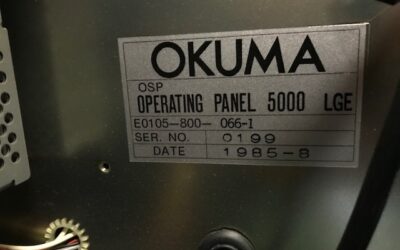 OKUMA
OSP
OPERATING PANEL 5000 LGE
E0105-800- 066-1
SER. NO. 0199
DATE 1985-8